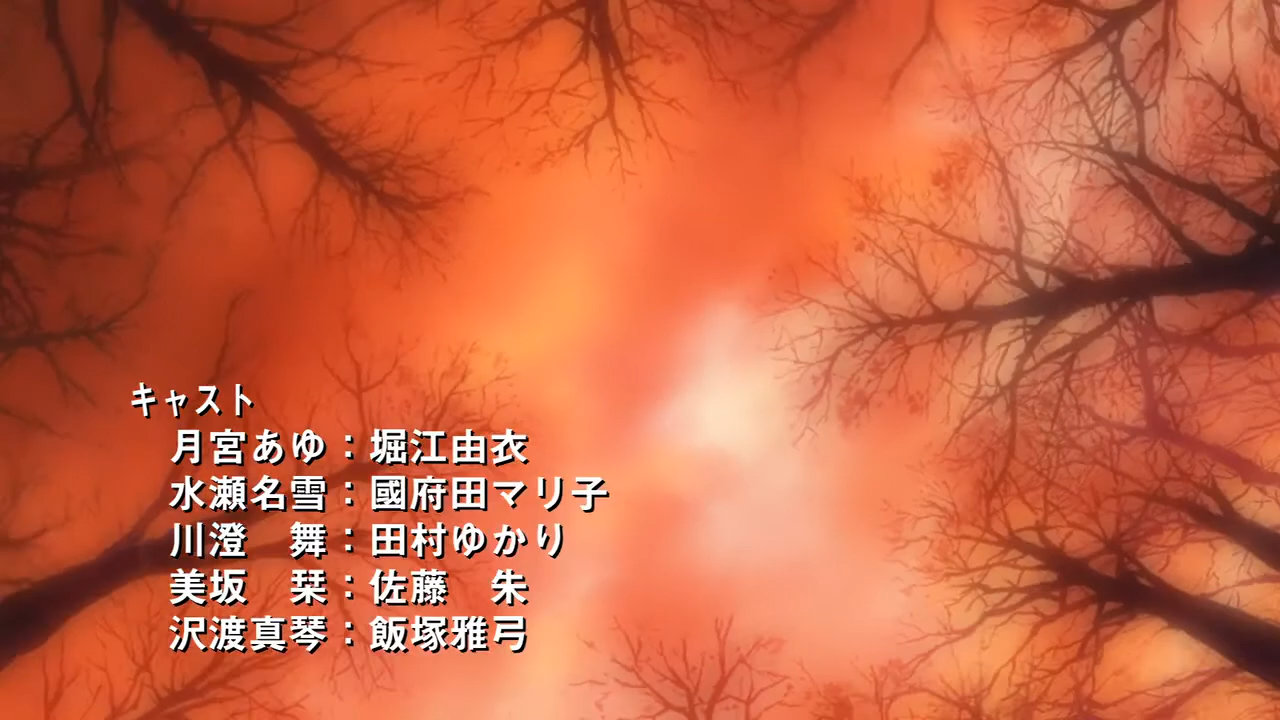 キャスト
月宮あゆ：堀江由衣
水瀬名雪：國府田マリ子
川澄　舞：田村ゆかり
美坂　栞：佐藤　朱
沢渡真琴：飯塚雅弓